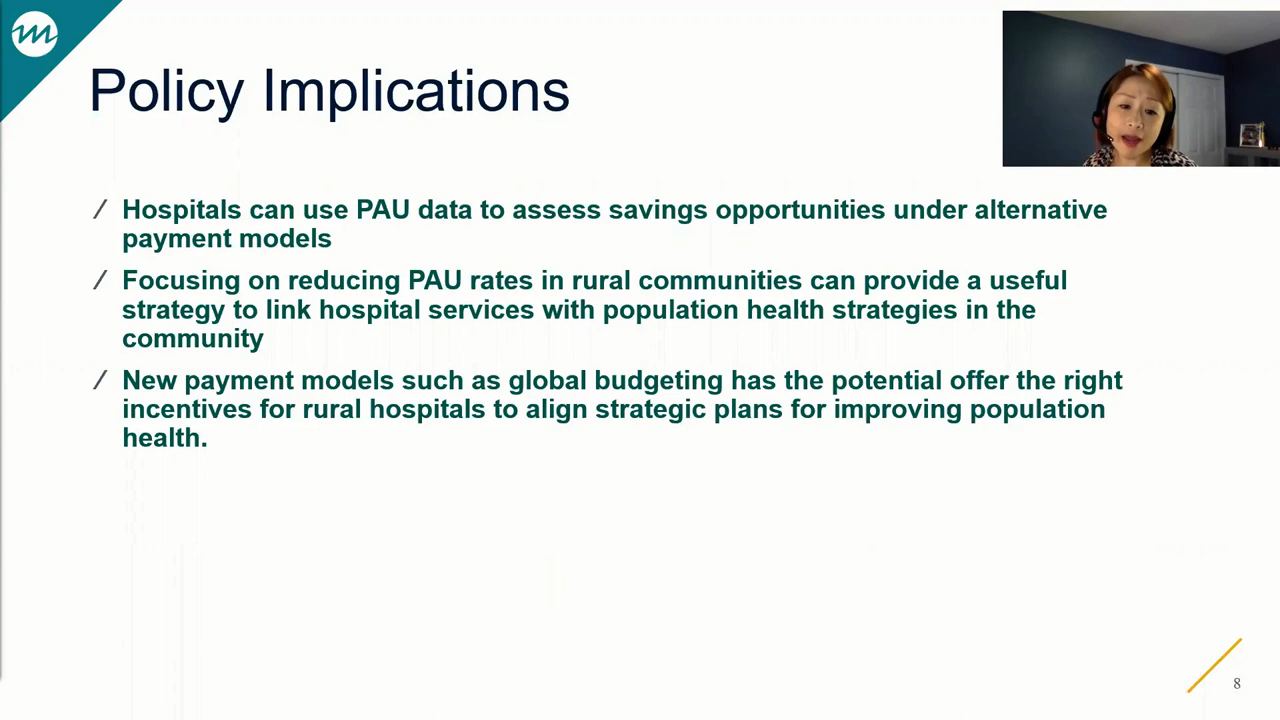 Policy Implications
Hospitals can use PAU data to assess savings opportunities under alternative
payment models
Focusing on reducing PAU rates in rural communities can provide a useful
strategy to link hospital services with population health strategies in the
community
New payment models such as global budgeting has the potential offer the right
incentives for rural hospitals to align strategic plans for improving population
health.
8